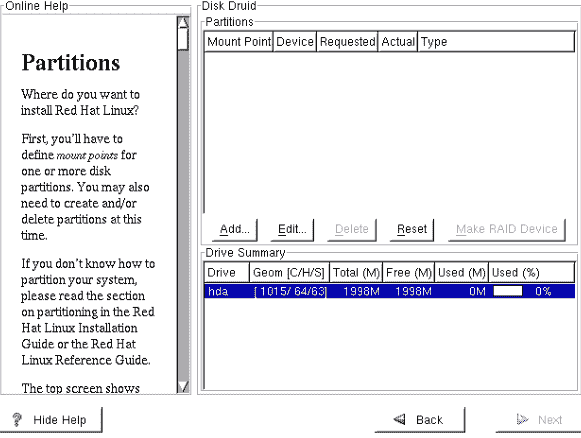 Online Help
Partitions
Where do you want to
install Red Hat Linux?
First, you'll have to
define mount points for
one or more disk
partitions. You may also
need to create and/or
delete partitions at this
time.
If you don't know how to
partition your system,
please read the section
on partitioning in the Red
Hat Linux Installation
Guide or the Red Hat
Linux Reference Guide.
The top screen shows
Disk Druid
Partitions
Mount Point Device Requested Actual Type
Add... Edit... Delete Reset Make RAID Device
Drive Summary
Drive Geom [C/H/S] Total (M) Free (M) Used (M) Used (%)
hda [ 1015/ 64/63] 1998M 1998M 0M 0%
Hide Help Back Next